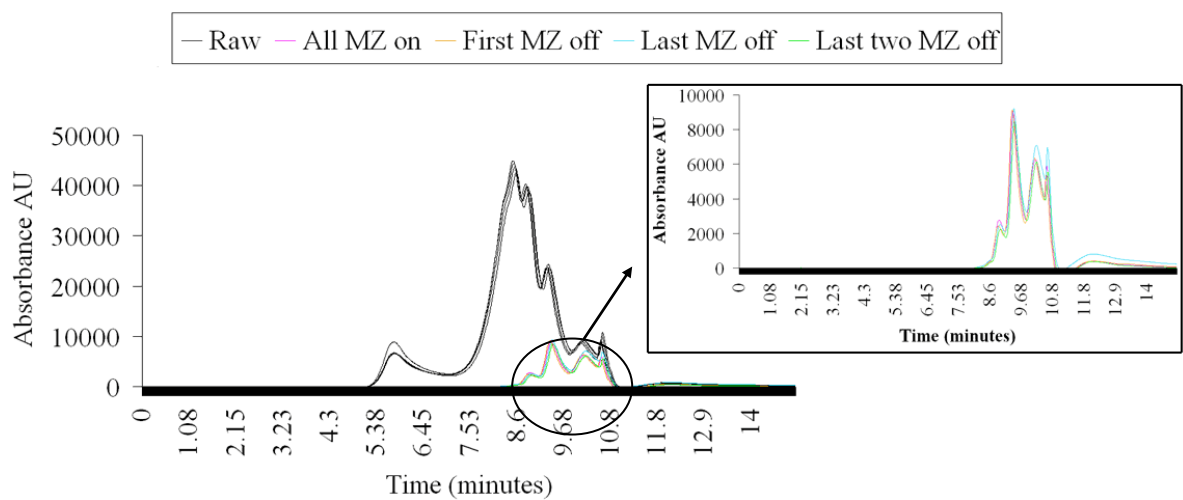 Raw All MZ on First MZ off Last MZ off Last two MZ off
50000
40000
30000
20000
10000
0
Absorbance AU
0 1.08 2.15 3.23 4.3 5.38 6.45 7.53 8.6 9.68 10.8 11.8 12.9 14
Time (minutes)
10000
8000
6000
4000
2000
0
Absorbance AU
0 1.08 2.15 3.23 4.3 5.38 6.45 7.53 8.6 9.68 10.8 11.8 12.9 14
Time (minutes)